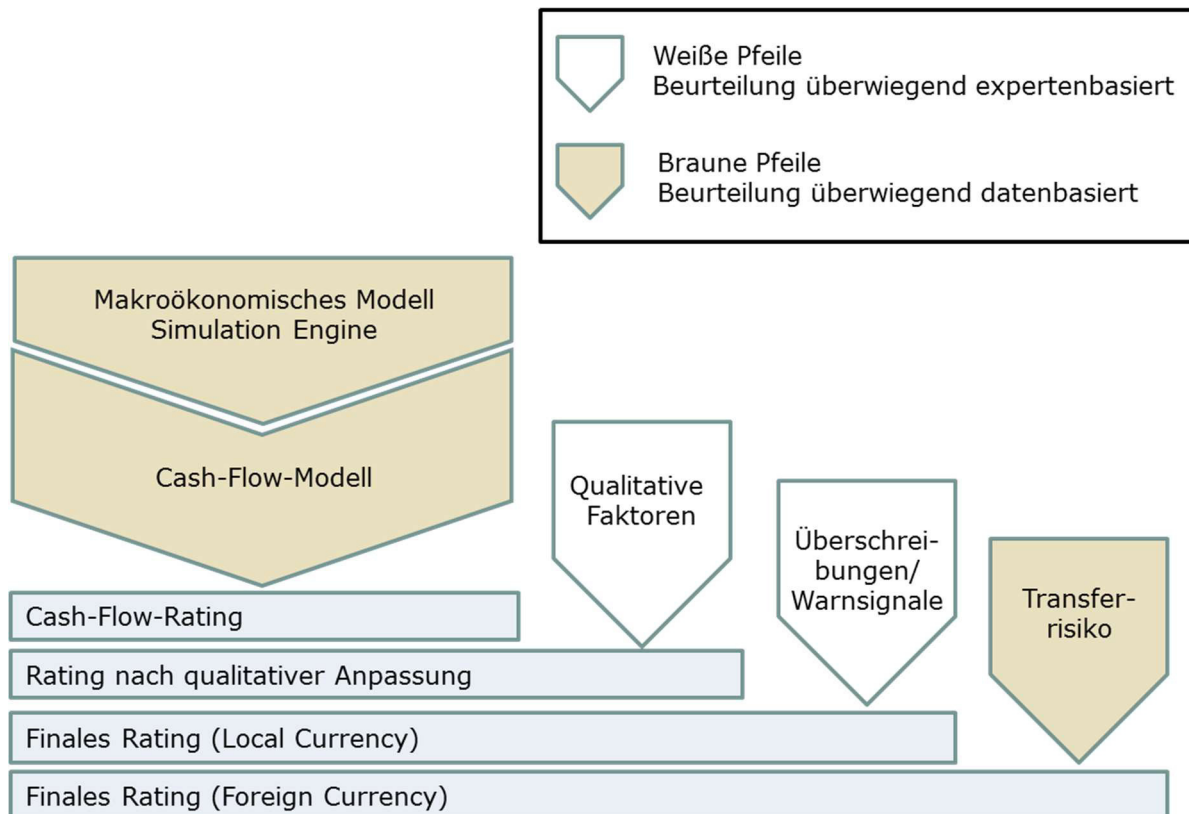 Weiße Pfeile
Beurteilung überwiegend expertenbasiert
Braune Pfeile
Beurteilung überwiegend datenbasiert
Makroökonomisches Modell
Simulation Engine
Cash-Flow-Modell
Qualitative
Faktoren
Überschrei-
bungen/
Warnsignale
Transfer-
risiko
Cash-Flow-Rating
Rating nach qualitativer Anpassung
Finales Rating (Local Currency)
Finales Rating (Foreign Currency)